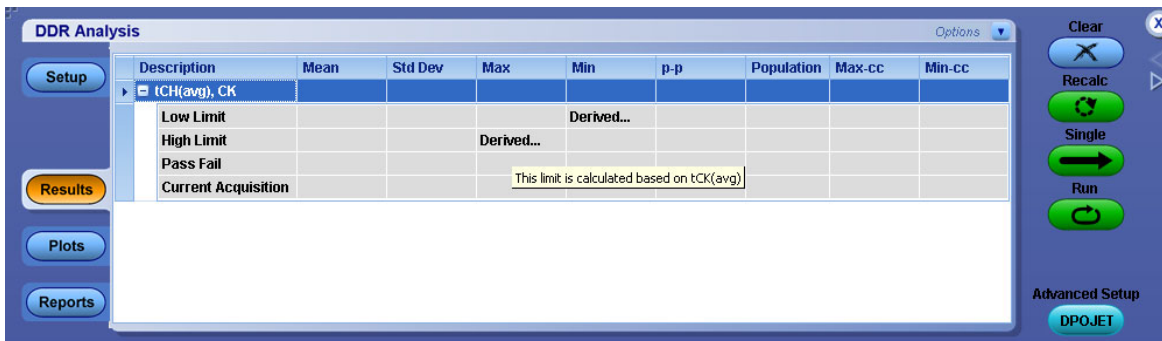 DDR Analysis
Options
Clear
X
Setup
Description Mean Std Dev Max Min p-p Population Max-cc Min-cc
tCH(avg), CK
Recalc
Low Limit Derived...
High Limit Derived...
Single
Pass Fail
This limit is calculated based on tCK(avg)
Results
Current Acquisition
Run
Plots
Reports
Advanced Setup
DPOJET